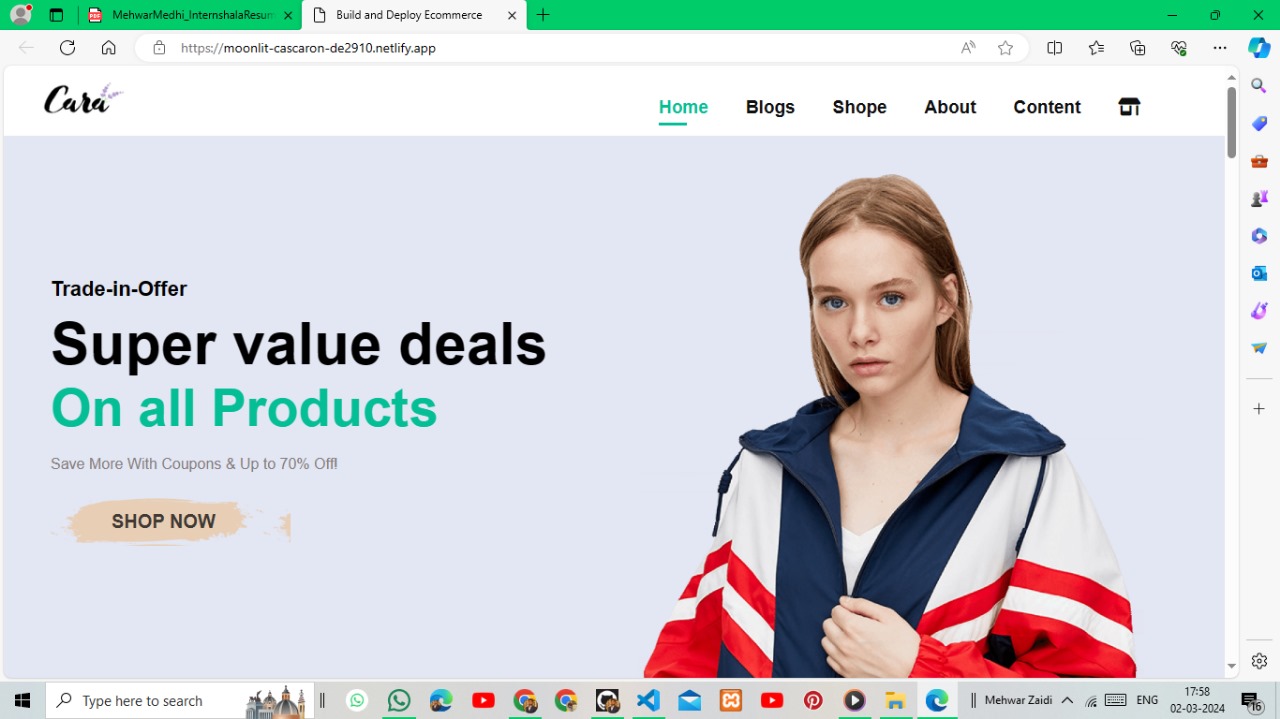 MehwarMedhi_InternshalaResum
Build and Deploy Ecommerce
https://moonlit-cascaron-de2910.netlify.app
Cara
Home Blogs Shope About Content
Trade-in-Offer
Super value deals
On all Products
Save More With Coupons & Up to 70% Off!
SHOP NOW
Type here to search
Mehwar Zaidi
ENG
17:58
02-03-2024
16